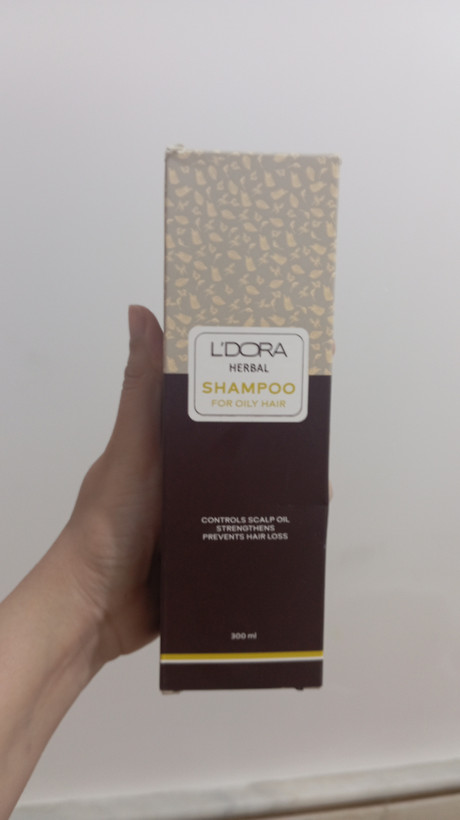 L'DORA
HERBAL
SHAMPOO
FOR OILY HAIR
CONTROLS SCALP OIL
STRENGTHENS
PREVENTS HAIR LOSS
300 ml